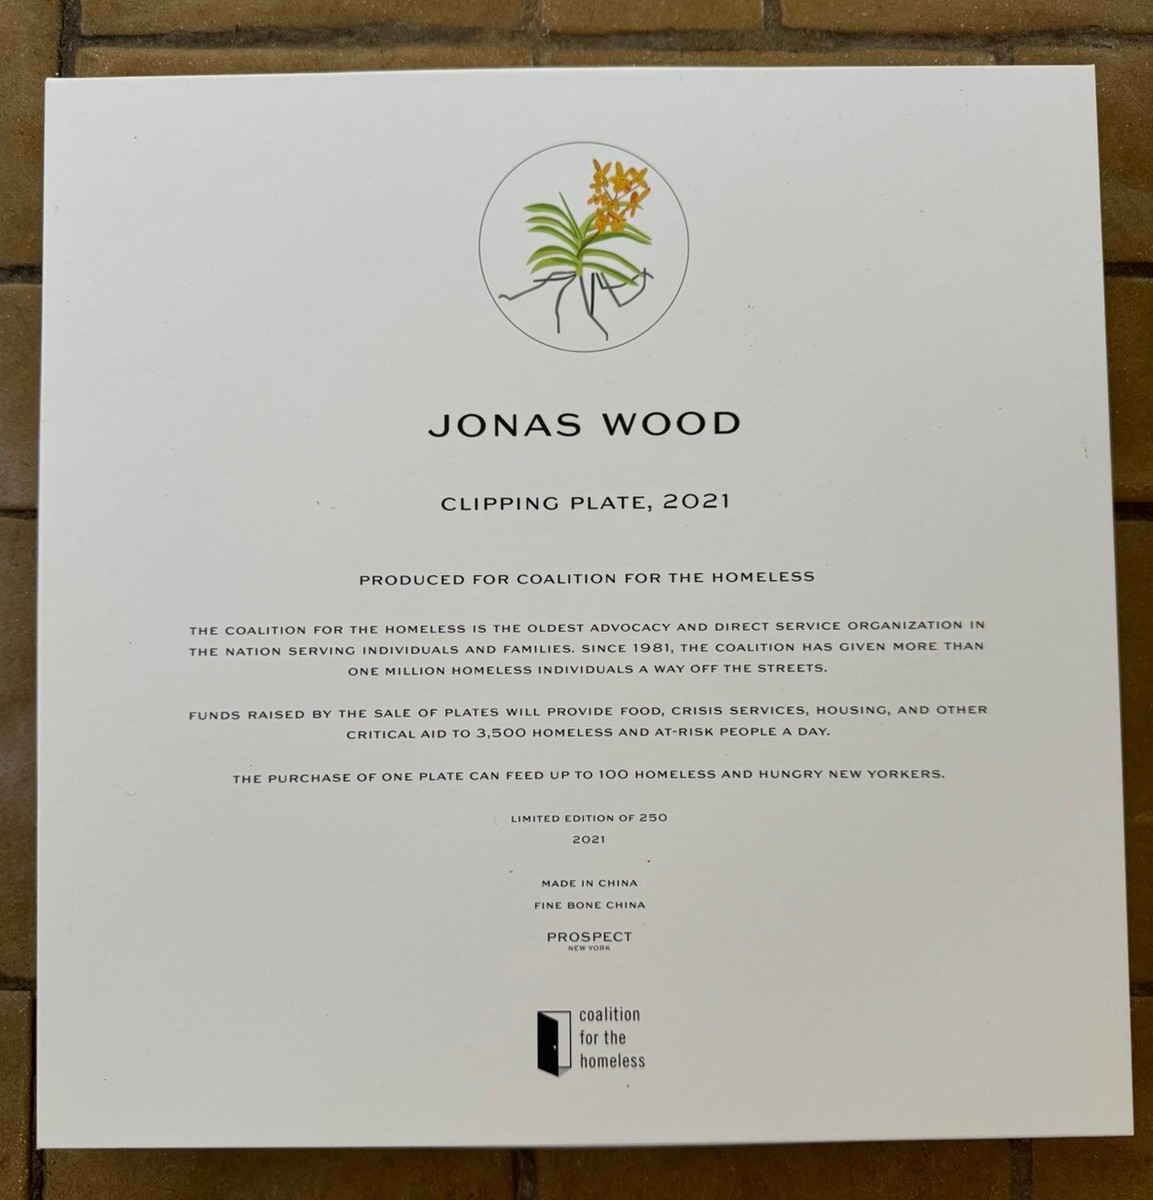 JONAS WOOD
CLIPPING PLATE, 2021
PRODUCED FOR COALITION FOR THE HOMELESS
THE COALITION FOR THE HOMELESS IS THE OLDEST ADVOCACY AND DIRECT SERVICE ORGANIZATION IN
THE NATION SERVING INDIVIDUALS AND FAMILIES. SINCE 1981, THE COALITION HAS GIVEN MORE THAN
ONE MILLION HOMELESS INDIVIDUALS A WAY OFF THE STREETS.
FUNDS RAISED BY THE SALE OF PLATES WILL PROVIDE FOOD, CRISIS SERVICES, HOUSING, AND OTHER
CRITICAL AID TO 3,500 HOMELESS AND AT-RISK PEOPLE A DAY.
THE PURCHASE OF ONE PLATE CAN FEED UP TO 100 HOMELESS AND HUNGRY NEW YORKERS.
LIMITED EDITION OF 250
2021
MADE IN CHINA
FINE BONE CHINA
PROSPECT
NEW YORK
coalition
for the
homeless